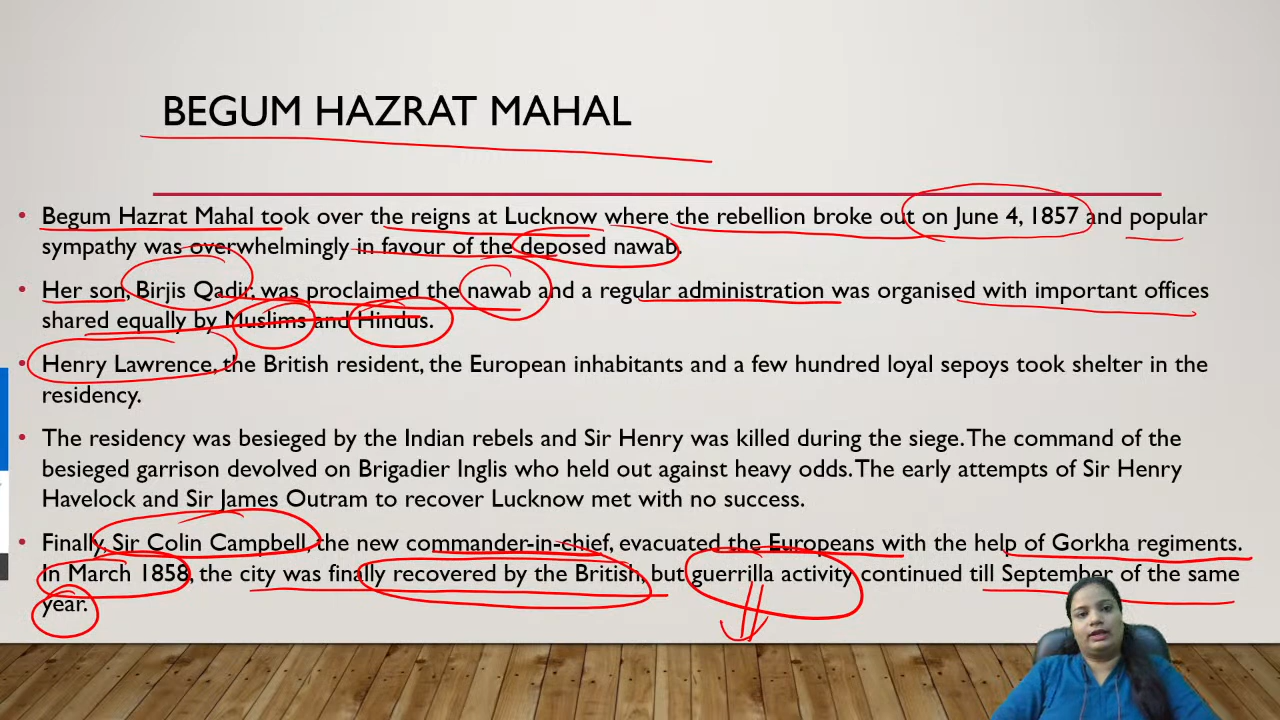 BEGUM HAZRAT MAHAL
• Begum Hazrat Mahal took over the reigns at Lucknow where the rebellion broke out on June 4, 1857 and popular
sympathy was overwhelmingly in favour of the deposed nawab.
• Her son, Birjis Qadir, was proclaimed the nawab and a regular administration was organised with important offices
shared equally by Muslims and Hindus.
• Henry Lawrence, the British resident, the European inhabitants and a few hundred loyal sepoys took shelter in the
residency.
• The residency was besieged by the Indian rebels and Sir Henry was killed during the siege. The command of the
besieged garrison devolved on Brigadier Inglis who held out against heavy odds. The early attempts of Sir Henry
Havelock and Sir James Outram to recover Lucknow met with no success.
• Finally, Sir Colin Campbell, the new commander-in-chief, evacuated the Europeans with the help of Gorkha regiments.
In March 1858, the city was finally recovered by the British, but guerrilla activity continued till September of the same
year.